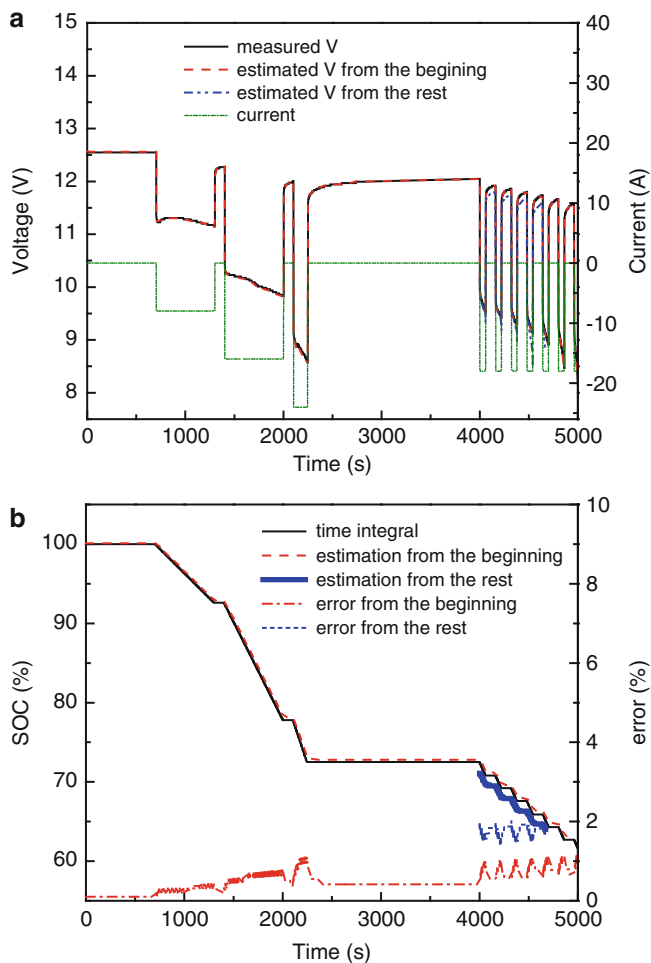 a
measured V
estimated V from the begining
estimated V from the rest
current
15
14
13
12
11
10
9
8
Voltage (V)
40
30
20
10
0
-10
-20
Current (A)
0
1000
2000
3000
4000
5000
Time (s)
b
time integral
estimation from the beginning
estimation from the rest
error from the beginning
error from the rest
100
90
80
70
60
SOC (%)
10
8
6
4
2
0
error (%)
0
1000
2000
3000
4000
5000
Time (s)